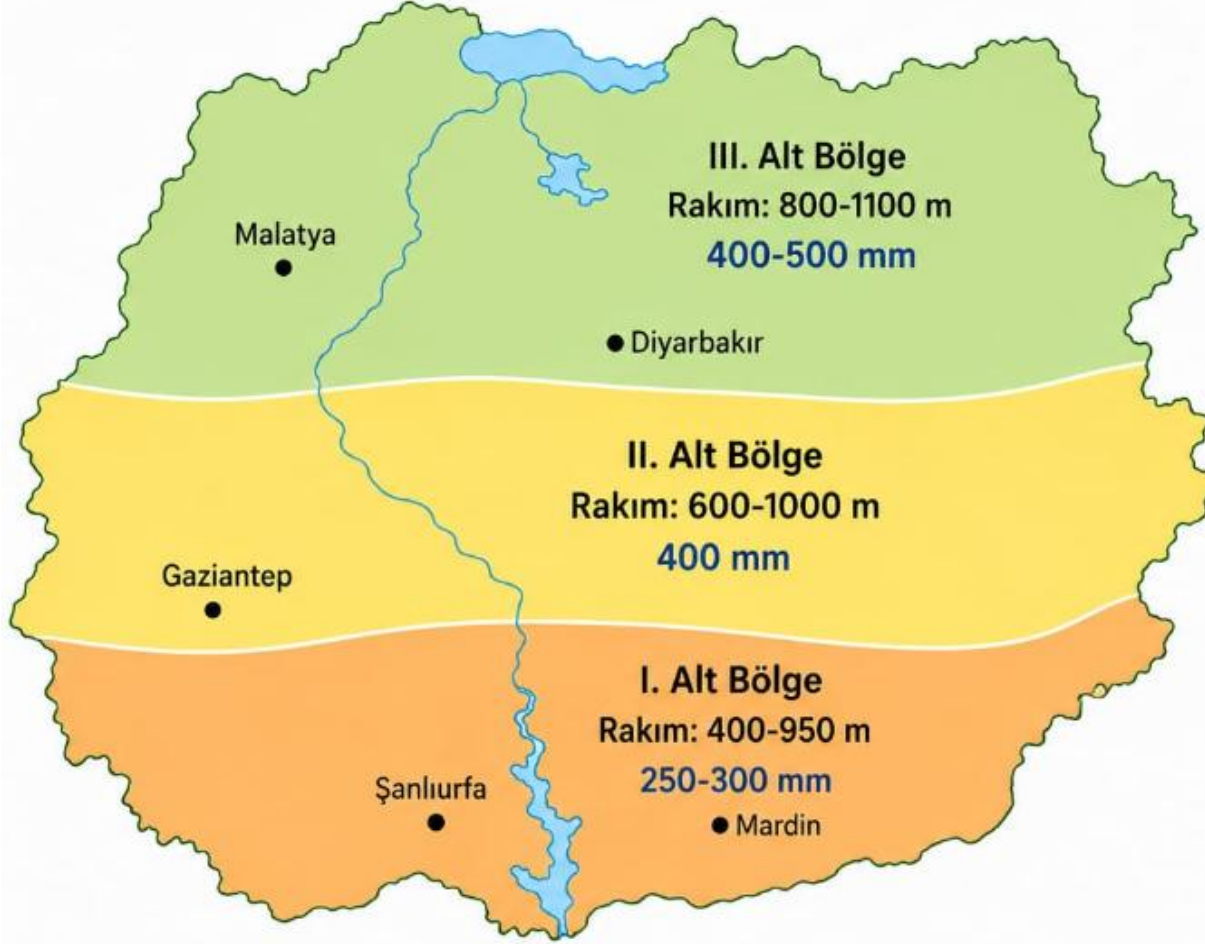 III. Alt Bölge
Rakım: 800-1100 m
400-500 mm
Malatya
Diyarbakır
II. Alt Bölge
Rakım: 600-1000 m
400 mm
Gaziantep
I. Alt Bölge
Rakım: 400-950 m
250-300 mm
Şanlıurfa
Mardin